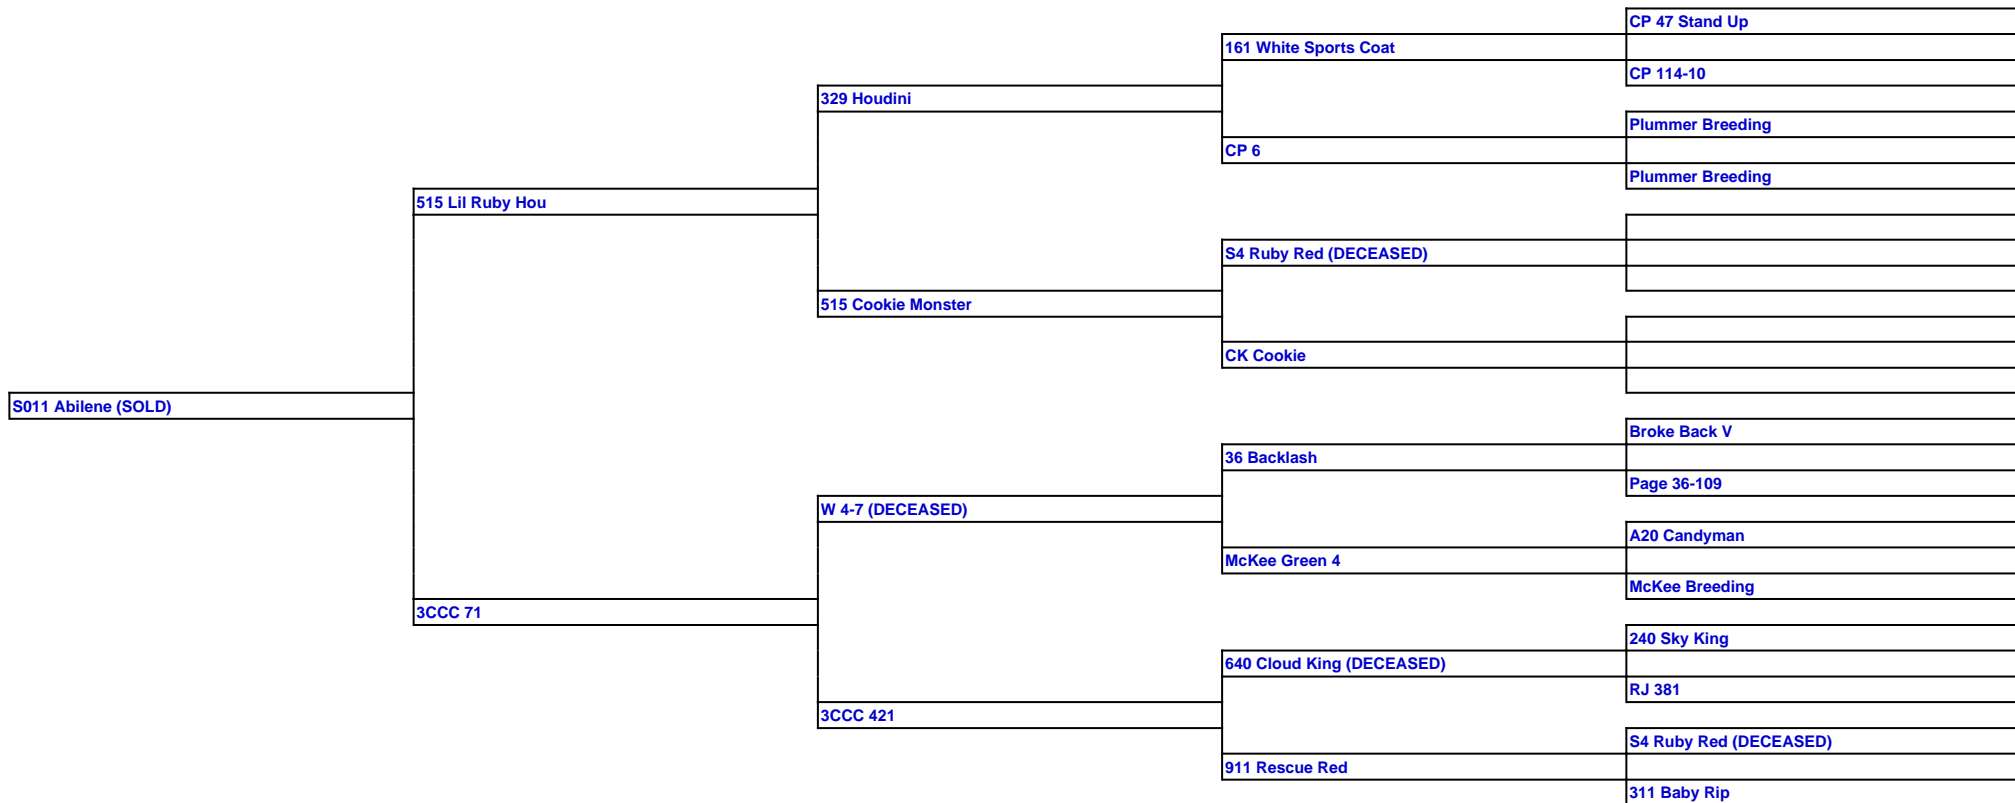 CP 47 Stand Up
161 White Sports Coat
CP 114-10
329 Houdini
Plummer Breeding
CP 6
Plummer Breeding
515 Lil Ruby Hou
S4 Ruby Red (DECEASED)
515 Cookie Monster
CK Cookie
S011 Abilene (SOLD)
Broke Back V
36 Backlash
Page 36-109
W 4-7 (DECEASED)
A20 Candyman
McKee Green 4
McKee Breeding
3CCC 71
240 Sky King
640 Cloud King (DECEASED)
RJ 381
3CCC 421
S4 Ruby Red (DECEASED)
911 Rescue Red
311 Baby Rip